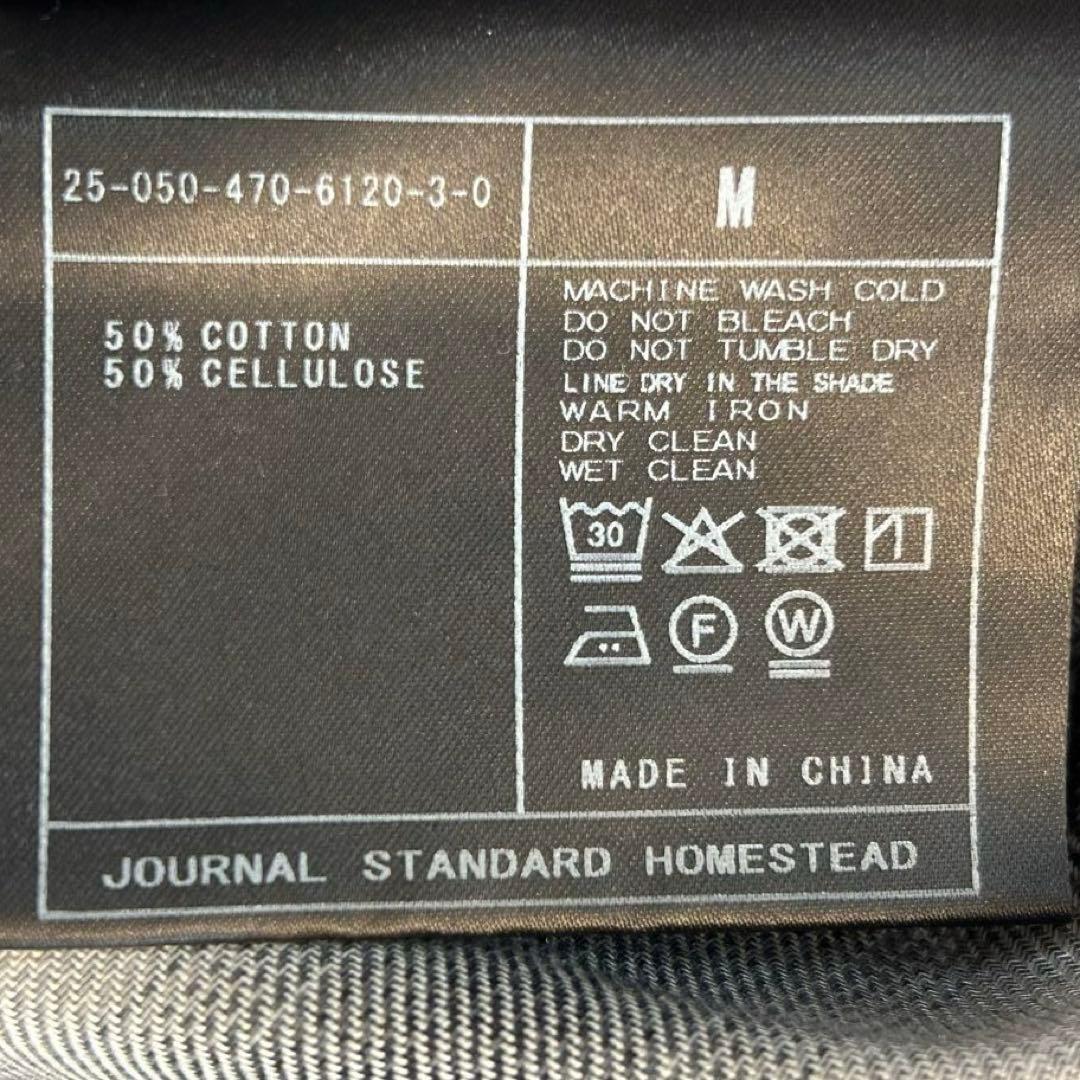 25-050-470-6120-3-0
M
50% COTTON
50% CELLULOSE
MACHINE WASH COLD
DO NOT BLEACH
DO NOT TUMBLE DRY
LINE DRY IN THE SHADE
WARM IRON
DRY CLEAN
WET CLEAN
30
F
W
MADE IN CHINA
JOURNAL STANDARD HOMESTEAD